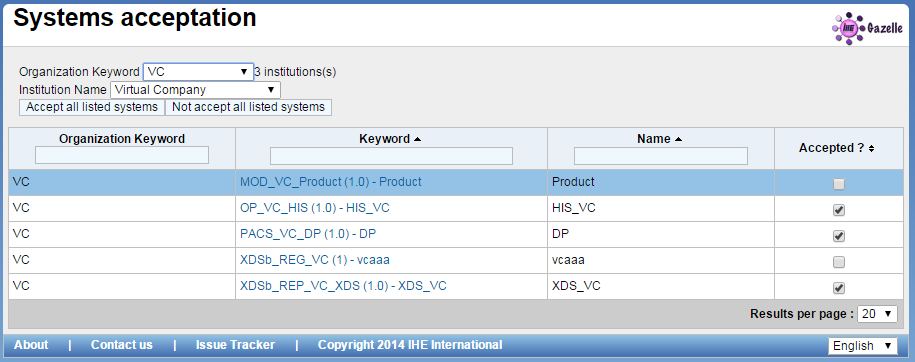 Systems acceptation
IHE Gazelle
Organization Keyword VC 3 institutions(s)
Institution Name Virtual Company
Accept all listed systems Not accept all listed systems
Organization Keyword Keyword Name Accepted ?
VC MOD_VC_Product (1.0) - Product Product
VC OP_VC_HIS (1.0) - HIS_VC HIS_VC
VC PACS_VC_DP (1.0) - DP DP
VC XDSb_REG_VC (1) - vcaaa vcaaa
VC XDSb_REP_VC_XDS (1.0) - XDS_VC XDS_VC
Results per page : 20
About | Contact us | Issue Tracker | Copyright 2014 IHE International English